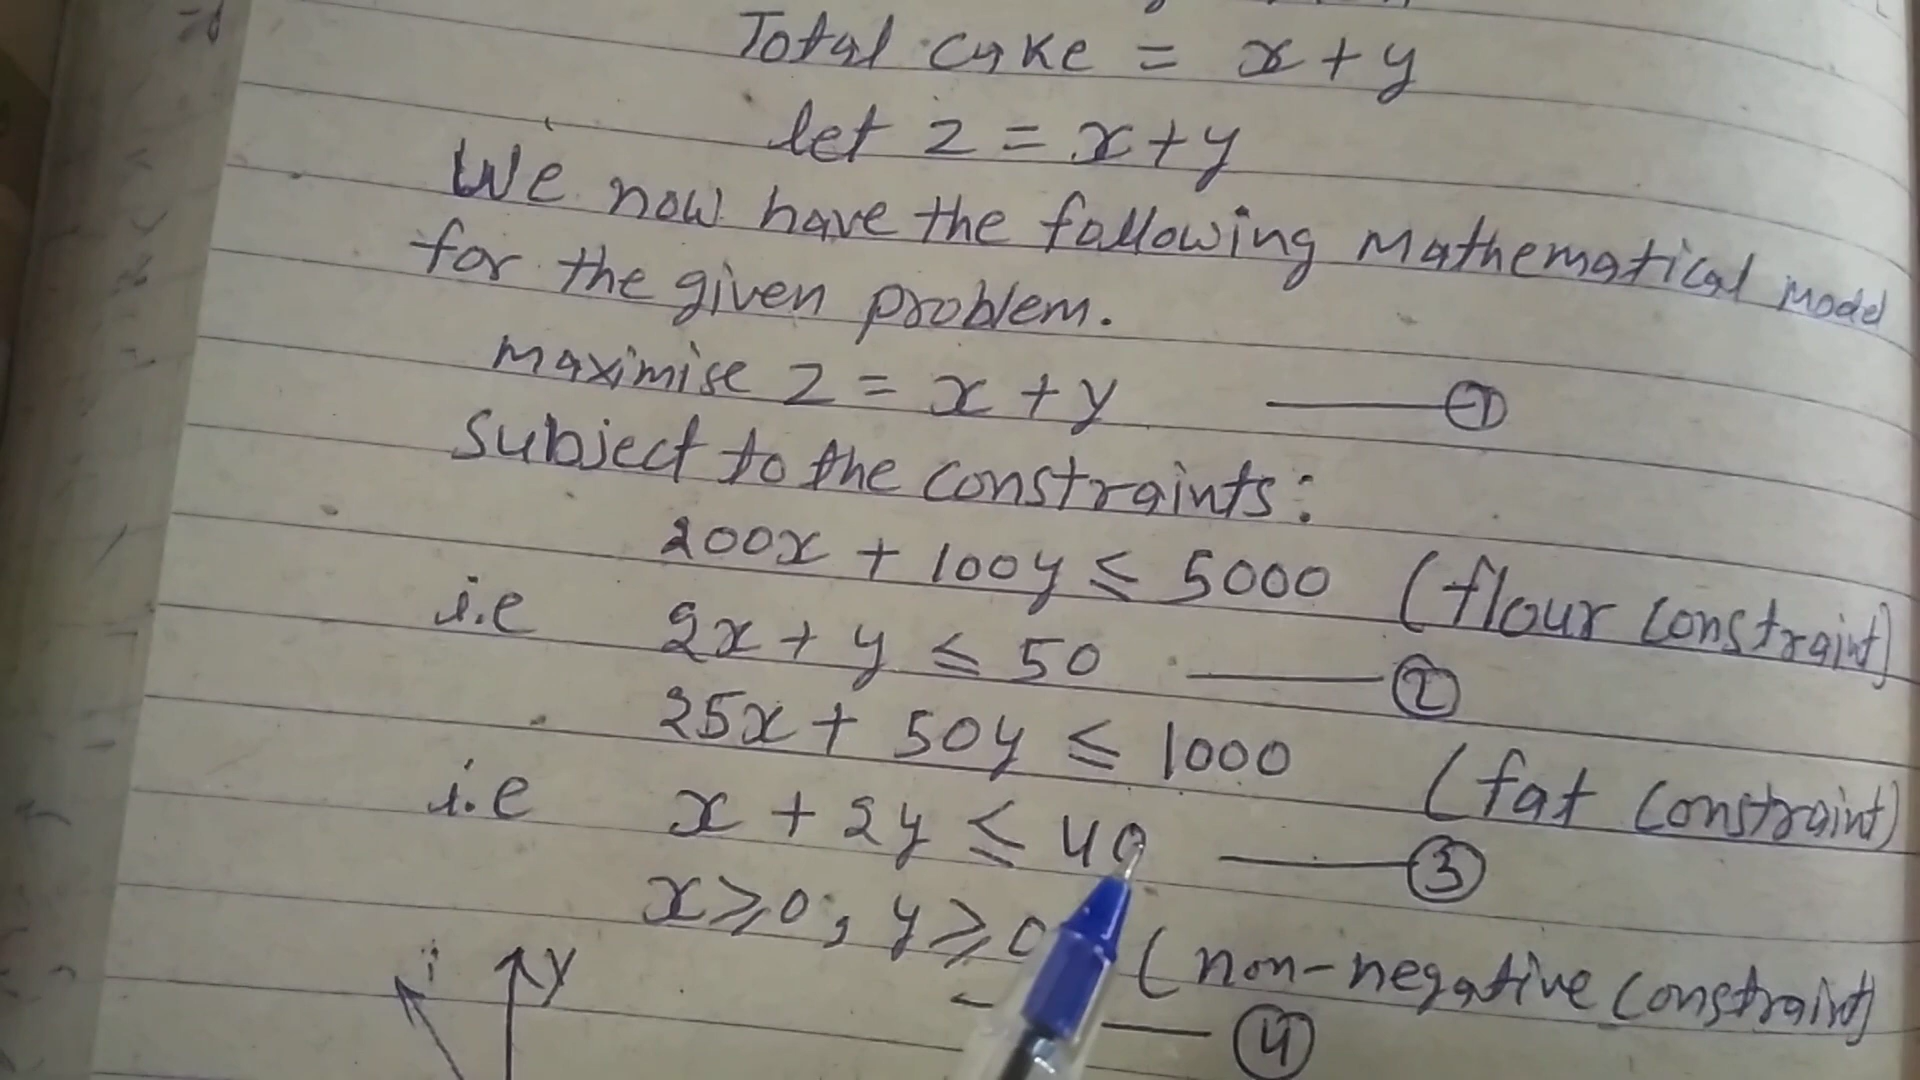 Total cake = x + y
let z = x + y
We now have the following Mathematical Model
for the given problem.
Maximise z = x + y ——— ①
Subject to the constraints:
200x + 100y ≤ 5000 (flour constraint)
i.e 2x + y ≤ 50 ——— ②
25x + 50y ≤ 1000 (fat constraint)
i.e x + 2y ≤ 40 ——— ③
x ≥ 0, y ≥ 0 (non-negative constraint)
——— ④
i y